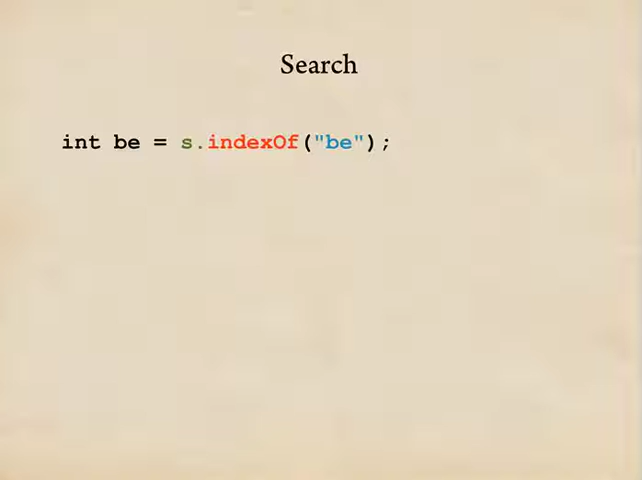 Search
int be = s.indexOf("be");